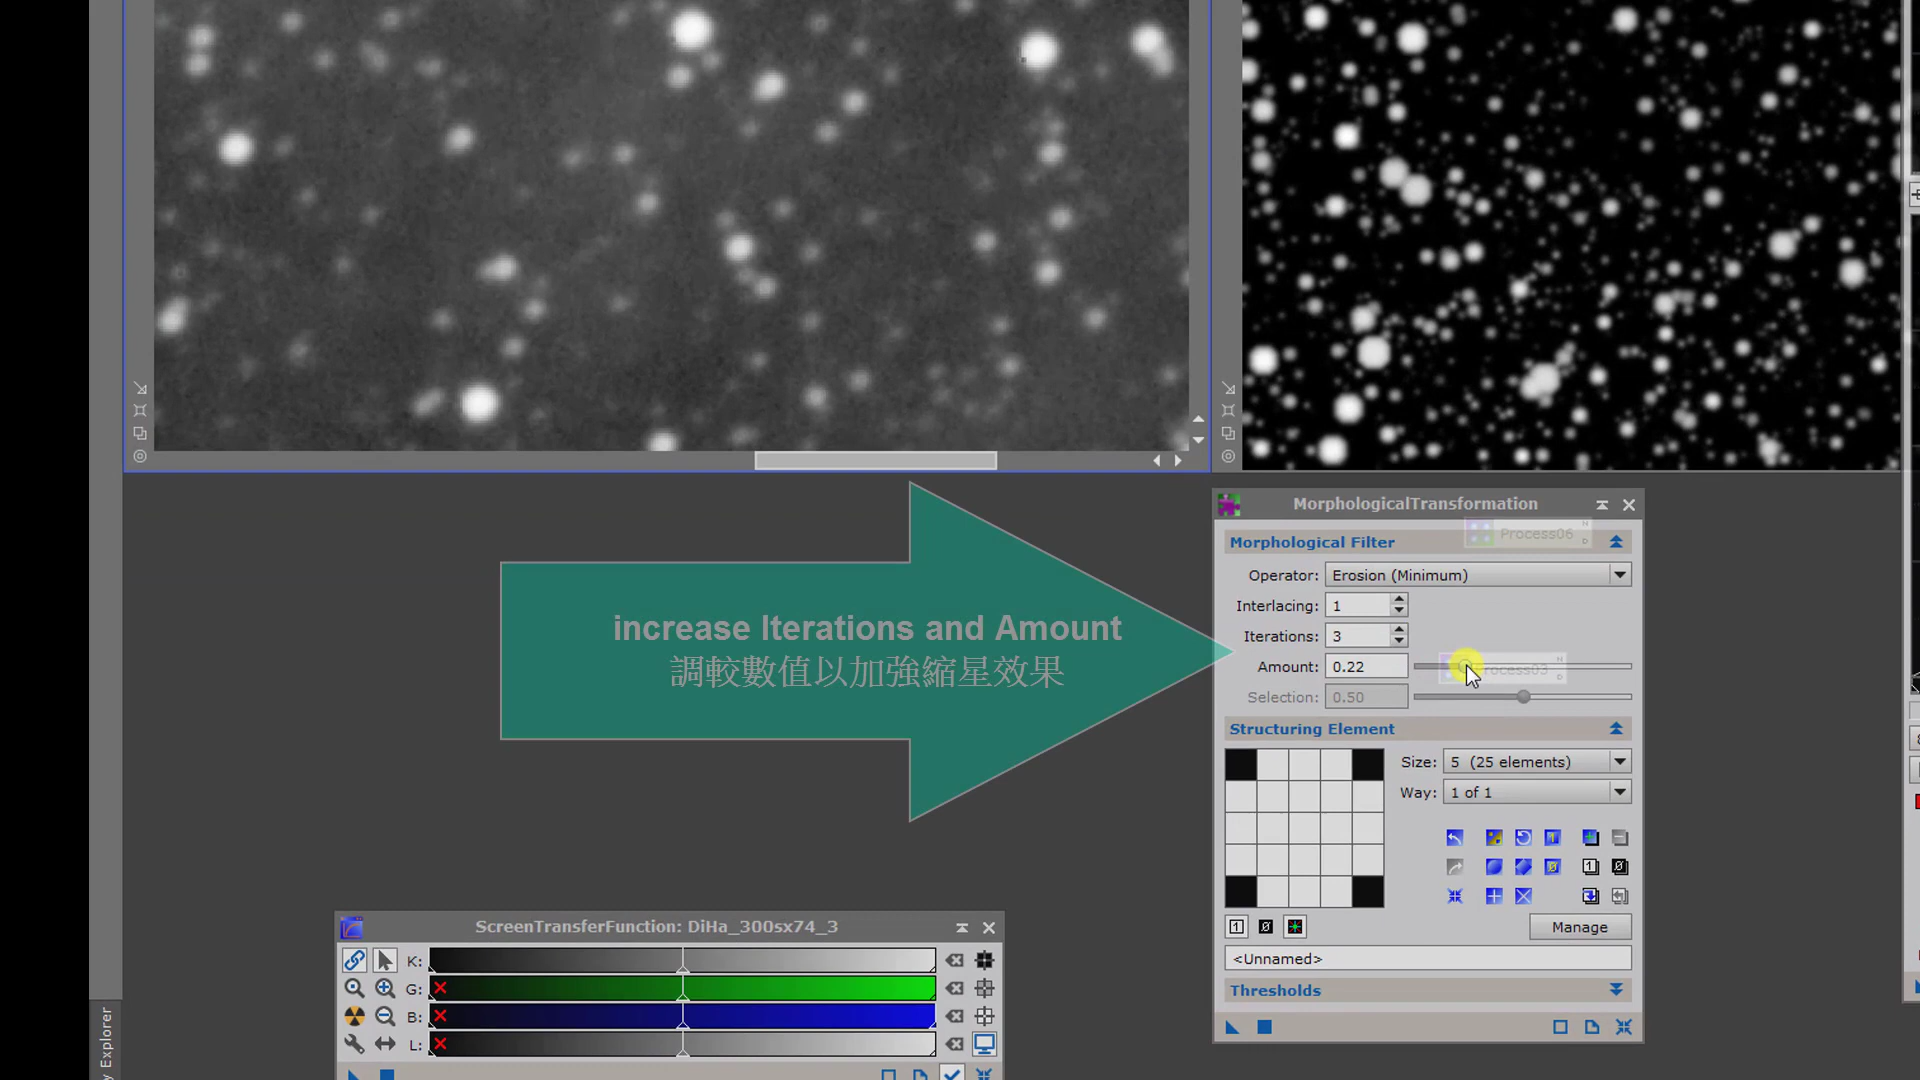 MorphologicalTransformation
Process06
Morphological Filter
Operator: Erosion (Minimum)
Interlacing: 1
increase Iterations and Amount
Iterations: 3
調較數值以加強縮星效果
Amount: 0.22
rocess03
Selection: 0.50
Structuring Element
Size: 5 (25 elements)
Way: 1 of 1
Manage
<Unnamed>
Thresholds
ScreenTransferFunction: DiHa_300sx74_3
K:
G:
B:
L:
y Explorer